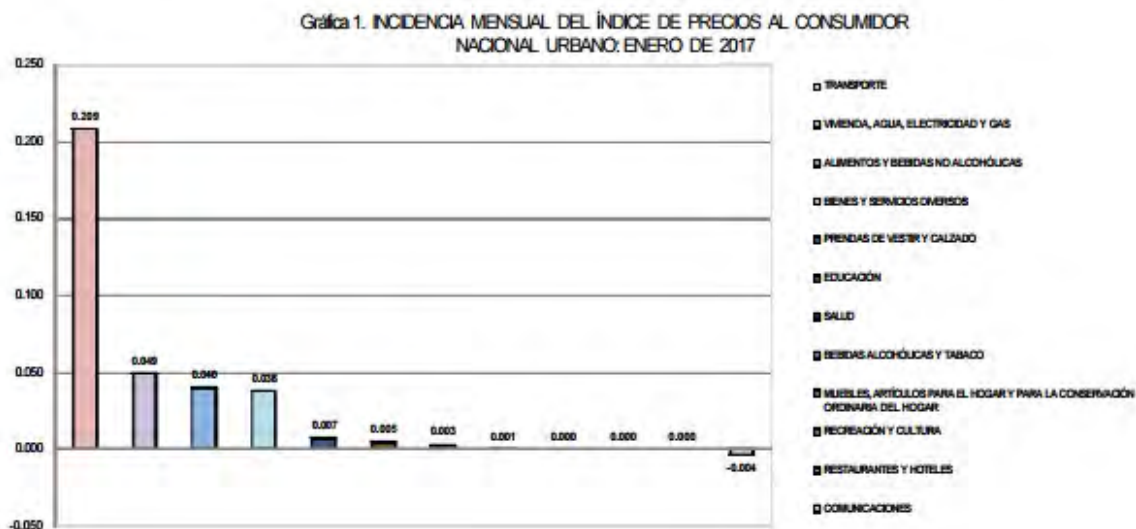 Gráfica 1. INCIDENCIA MENSUAL DEL ÍNDICE DE PRECIOS AL CONSUMIDOR
NACIONAL URBANO: ENERO DE 2017
0.250
0.200
0.150
0.100
0.050
0.000
-0.050
0.209
0.049
0.040
0.038
0.007
0.005
0.003
0.001
0.000
0.000
0.000
-0.004
TRANSPORTE
VIVIENDA, AGUA, ELECTRICIDAD Y GAS
ALIMENTOS Y BEBIDAS NO ALCOHÓLICAS
BIENES Y SERVICIOS DIVERSOS
PRENDAS DE VESTIR Y CALZADO
EDUCACIÓN
SALUD
BEBIDAS ALCOHÓLICAS Y TABACO
MUEBLES, ARTÍCULOS PARA EL HOGAR Y PARA LA CONSERVACIÓN
ORDINARIA DEL HOGAR
RECREACIÓN Y CULTURA
RESTAURANTES Y HOTELES
COMUNICACIONES